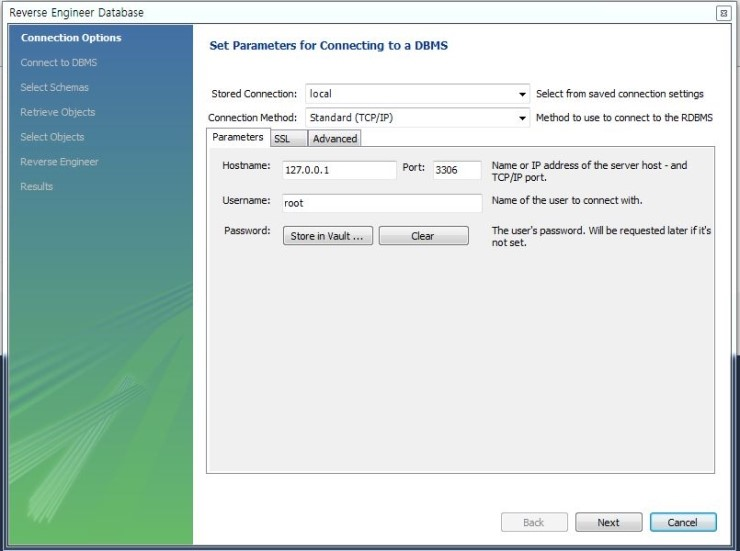 Reverse Engineer Database
Connection Options
Connect to DBMS
Select Schemas
Retrieve Objects
Select Objects
Reverse Engineer
Results
Set Parameters for Connecting to a DBMS
Stored Connection: local Select from saved connection settings
Connection Method: Standard (TCP/IP) Method to use to connect to the RDBMS
Parameters SSL Advanced
Hostname: 127.0.0.1 Port: 3306 Name or IP address of the server host - and
TCP/IP port.
Username: root Name of the user to connect with.
Password: Store in Vault ... Clear The user's password. Will be requested later if it's
not set.
Back Next Cancel